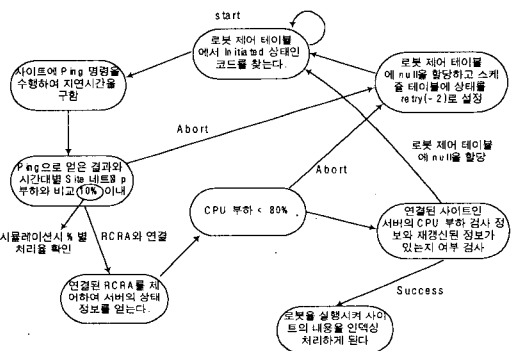 start
로봇 제어 테이블
에서 Initiated 상태인
코드를 찾는다.
사이트에 Ping 명령을
수행하여 지연시간을
구함
로봇 제어 테이블
에 null을 할당하고 스케
쥴 테이블에 상태를
retry(-2)로 설정
Abort
로봇 제어 테이블
에 null을 할당
Ping으로 얻은 결과와
시간대별 Site 네트웍
부하와 비교 10% 이내
Abort
CPU 부하 < 80%
연결된 사이트인
서버의 CPU 부하 검사 정
보와 재갱신된 정보가
있는지 여부 검사
시뮬레이션시 % 별
처리율 확인
RCRA와 연결
연결된 RCRA를 제
어하여 서버의 상태
정보를 얻는다.
Success
로봇을 실행시켜 사이
트의 내용을 인덱싱
처리하게 된다